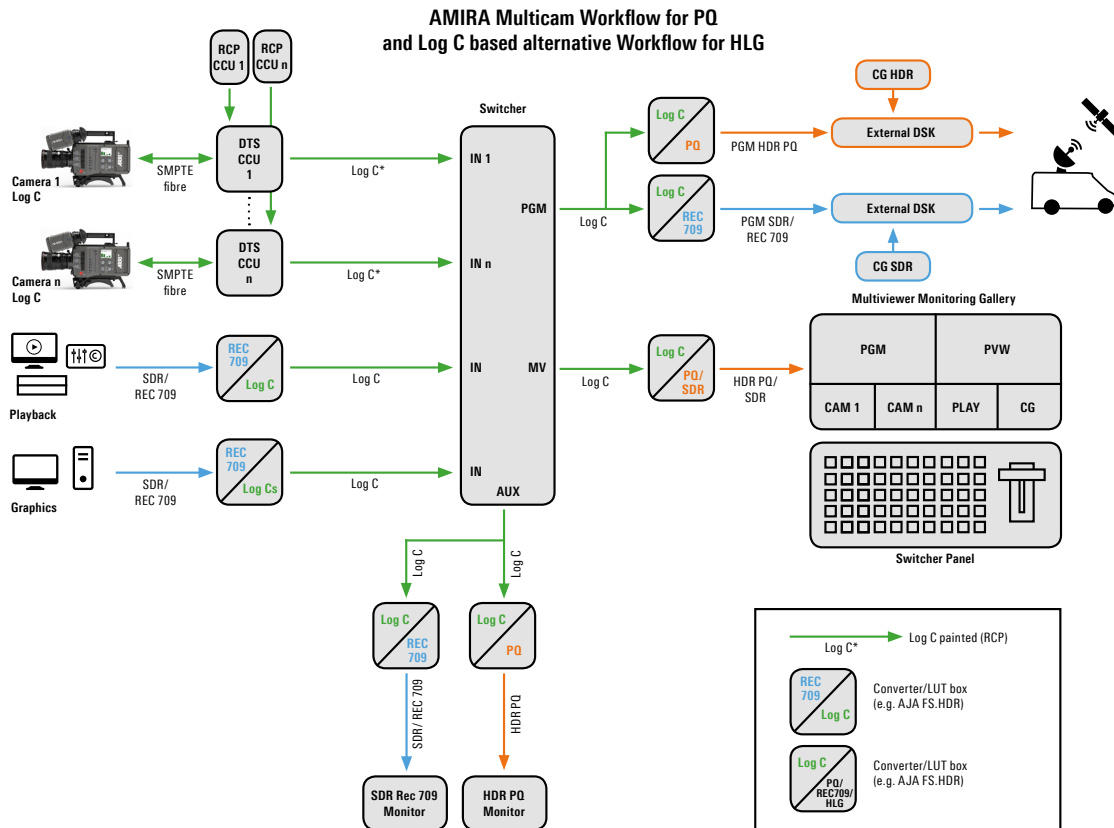 AMIRA Multicam Workflow for PQ
and Log C based alternative Workflow for HLG
RCP
CCU 1
RCP
CCU n
Camera 1
Log C
SMPTE
fibre
DTS
CCU
1
Log C*
Camera n
Log C
SMPTE
fibre
DTS
CCU
n
Log C*
Playback
SDR/
REC 709
REC
709
Log C
Log C
Graphics
SDR/
REC 709
REC
709
Log Cs
Log C
Switcher
IN 1
PGM
IN n
IN
MV
IN
AUX
Log C
Log C
PQ
PGM HDR PQ
CG HDR
External DSK
Log C
REC
709
PGM SDR/
REC 709
External DSK
CG SDR
Log C
Log C
PQ/
SDR
HDR PQ/
SDR
Multiviewer Monitoring Gallery
PGM
PVW
CAM 1
CAM n
PLAY
CG
Switcher Panel
Log C
Log C
REC
709
SDR/ REC 709
SDR Rec 709
Monitor
Log C
Log C
PQ
HDR PQ
HDR PQ
Monitor
Log C*
Log C painted (RCP)
REC
709
Log C
Converter/LUT box
(e.g. AJA FS.HDR)
Log C
PQ/
REC709/
HLG
Converter/LUT box
(e.g. AJA FS.HDR)